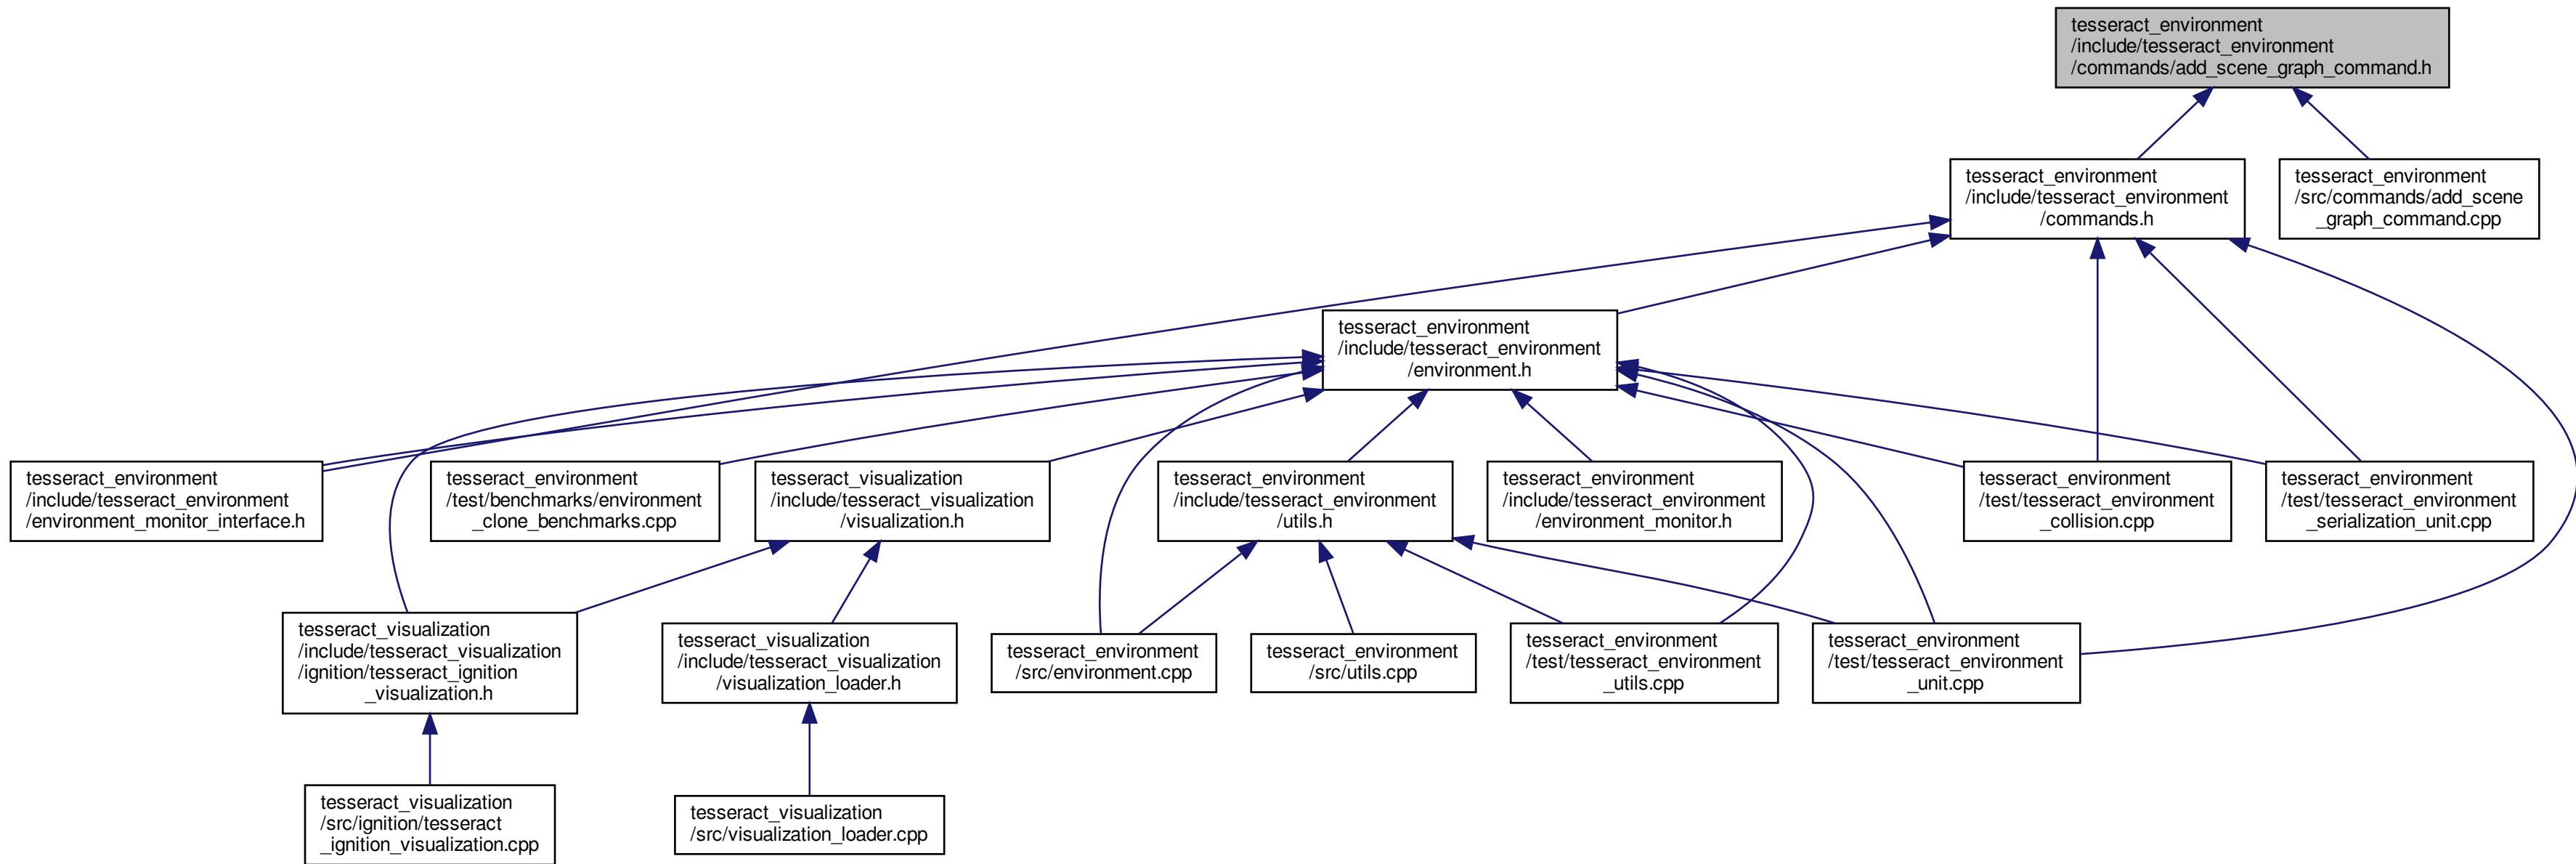 tesseract_environment
/include/tesseract_environment
/commands/add_scene_graph_command.h
tesseract_environment
/include/tesseract_environment
/commands.h
tesseract_environment
/src/commands/add_scene
_graph_command.cpp
tesseract_environment
/include/tesseract_environment
/environment.h
tesseract_environment
/include/tesseract_environment
/environment_monitor_interface.h
tesseract_environment
/test/benchmarks/environment
_clone_benchmarks.cpp
tesseract_visualization
/include/tesseract_visualization
/visualization.h
tesseract_environment
/include/tesseract_environment
/utils.h
tesseract_environment
/include/tesseract_environment
/environment_monitor.h
tesseract_environment
/test/tesseract_environment
_collision.cpp
tesseract_environment
/test/tesseract_environment
_serialization_unit.cpp
tesseract_visualization
/include/tesseract_visualization
/ignition/tesseract_ignition
_visualization.h
tesseract_visualization
/include/tesseract_visualization
/visualization_loader.h
tesseract_environment
/src/environment.cpp
tesseract_environment
/src/utils.cpp
tesseract_environment
/test/tesseract_environment
_utils.cpp
tesseract_environment
/test/tesseract_environment
_unit.cpp
tesseract_visualization
/src/ignition/tesseract
_ignition_visualization.cpp
tesseract_visualization
/src/visualization_loader.cpp